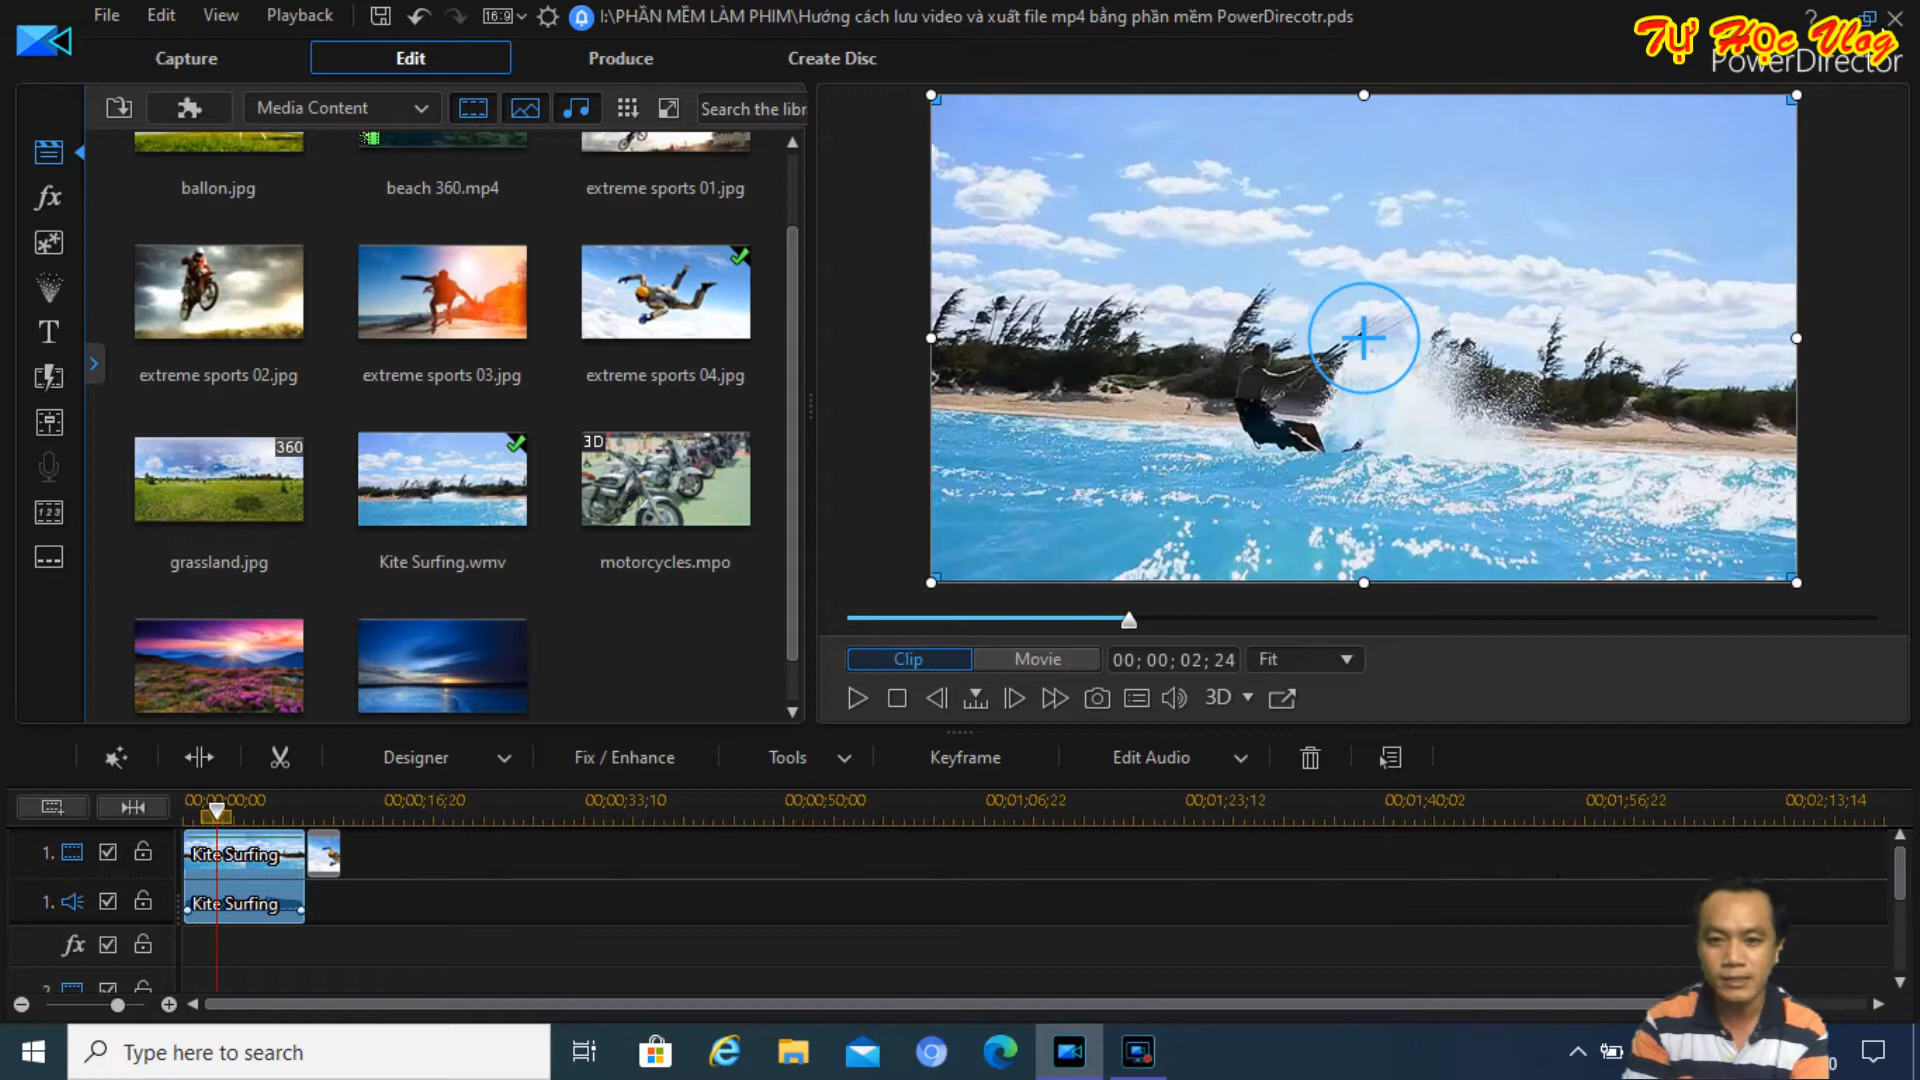 File Edit View Playback 16:9 I:\PHẦN MỀM LÀM PHIM\Hướng cách lưu video và xuất file mp4 bằng phần mềm PowerDirecotr.pds ?
Tự Học Vlog
PowerDirector
Capture Edit Produce Create Disc
Media Content Search the libr
ballon.jpg beach 360.mp4 extreme sports 01.jpg
fx
T
extreme sports 02.jpg extreme sports 03.jpg extreme sports 04.jpg
360 3D
grassland.jpg Kite Surfing.wmv motorcycles.mpo
123
Clip Movie 00; 00; 02; 24 Fit
3D
Designer Fix / Enhance Tools Keyframe Edit Audio
00;00;00;00 00;00;16;20 00;00;33;10 00;00;50;00 00;01;06;22 00;01;23;12 00;01;40;02 00;01;56;22 00;02;13;14
1. Kite Surfing
1. Kite Surfing
fx
2.
Type here to search